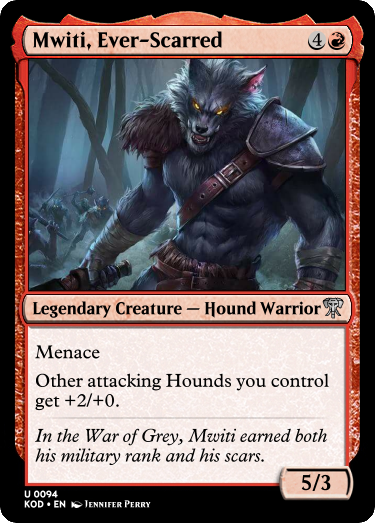 Mwiti, Ever-Scarred 4
Legendary Creature — Hound Warrior
Menace
Other attacking Hounds you control
get +2/+0.
In the War of Grey, Mwiti earned both
his military rank and his scars.
5/3
U 0094
KOD • EN Jennifer Perry